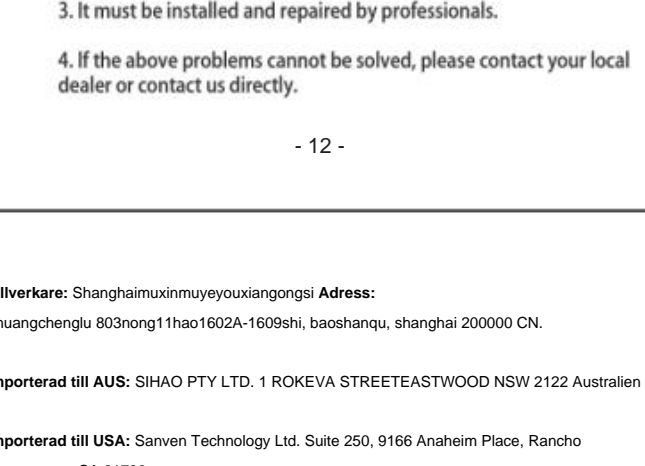 3. It must be installed and repaired by professionals.
4. If the above problems cannot be solved, please contact your local
dealer or contact us directly.
- 12 -
llverkare: Shanghaimuxinmuyeyouxiangongsi Adress:
huangchenglu 803nong11hao1602A-1609shi, baoshanqu, shanghai 200000 CN.
mporterad till AUS: SIHAO PTY LTD. 1 ROKEVA STREETEASTWOOD NSW 2122 Australien
mporterad till USA: Sanven Technology Ltd. Suite 250, 9166 Anaheim Place, Rancho